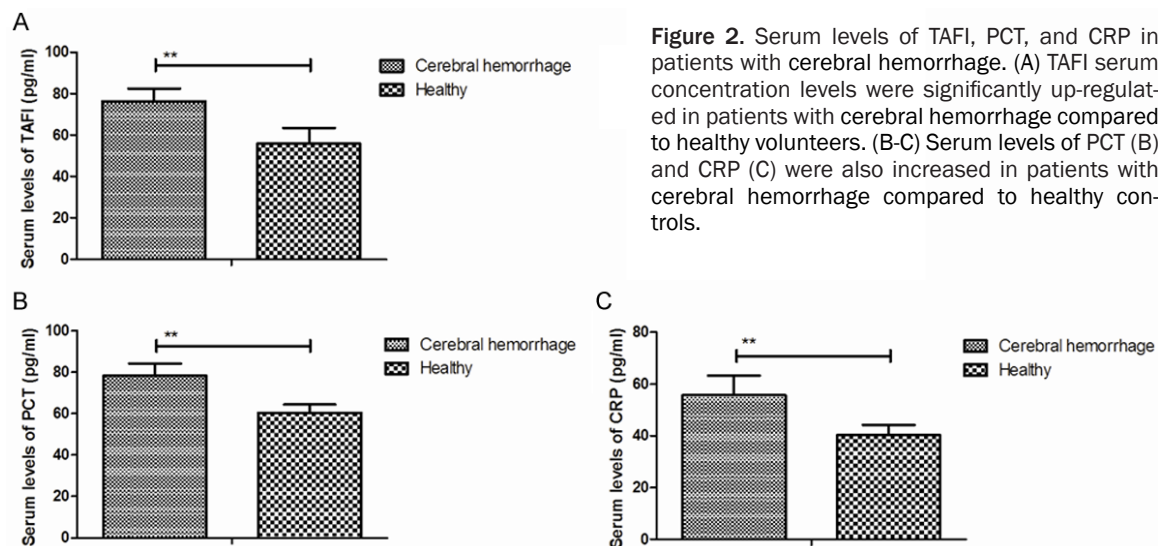 A
Serum levels of TAFI (pg/ml)
100
80
60
40
20
0
**
Cerebral hemorrhage
Healthy
Figure 2. Serum levels of TAFI, PCT, and CRP in
patients with cerebral hemorrhage. (A) TAFI serum
concentration levels were significantly up-regulat-
ed in patients with cerebral hemorrhage compared
to healthy volunteers. (B-C) Serum levels of PCT (B)
and CRP (C) were also increased in patients with
cerebral hemorrhage compared to healthy con-
trols.
B
Serum levels of PCT (pg/ml)
100
80
60
40
20
0
**
Cerebral hemorrhage
Healthy
C
Serum levels of CRP (pg/ml)
80
60
40
20
0
**
Cerebral hemorrhage
Healthy